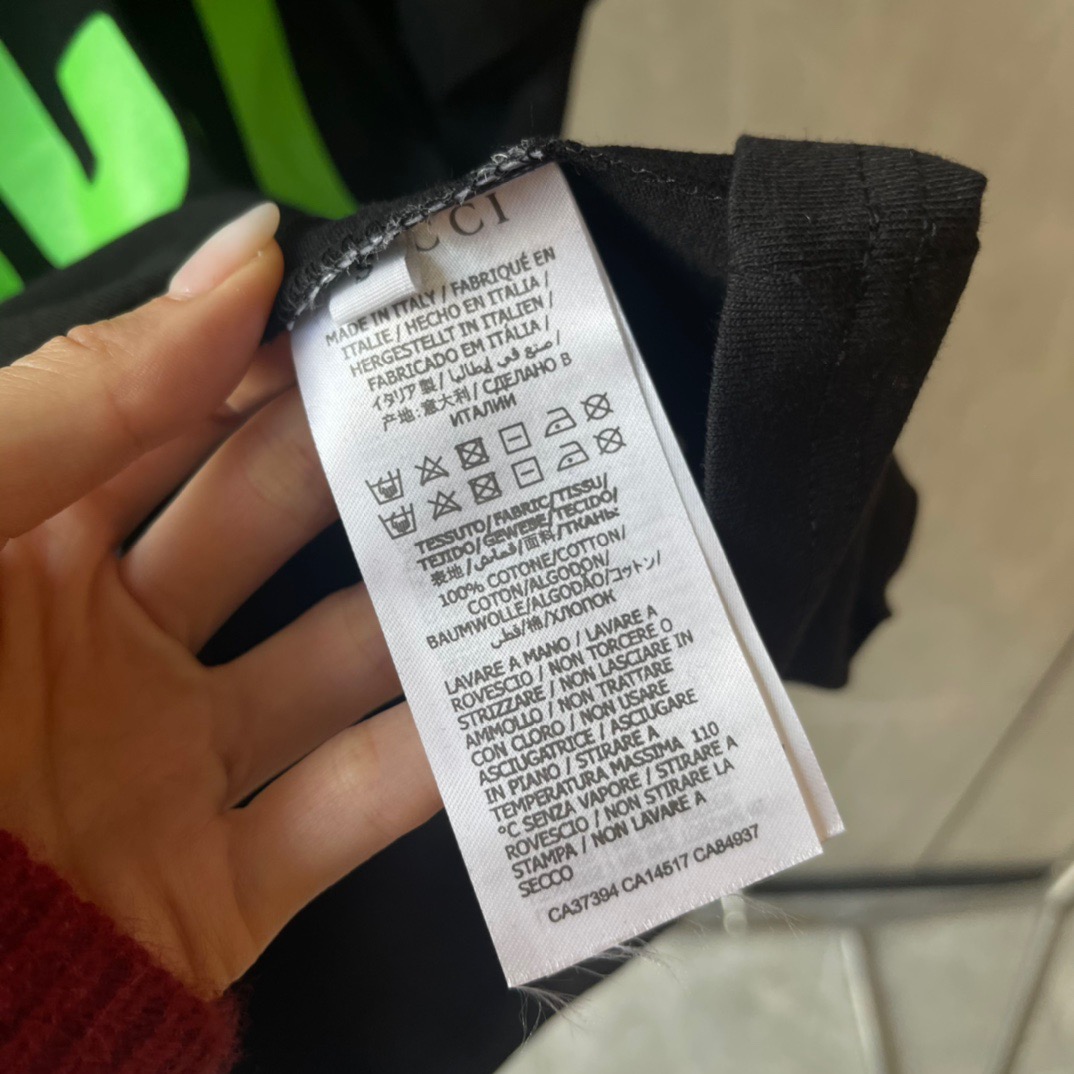 CCI
MADE IN ITALY / FABRIQUÉ EN
ITALIE / HECHO EN ITALIA /
HERGESTELLT IN ITALIEN /
FABRICADO EM ITÁLIA /
イタリア製 / صنع في إيطاليا /
产地:意大利 / СДЕЛАНО В
ИТАЛИИ
TESSUTO/FABRIC/TISSU/
TEJIDO/GEWEBE/TECIDO/
表地/قماش/面料/ТКАНЬ
100% COTONE/COTTON/
COTON/ALGODON/
BAUMWOLLE/ALGODÃO/コットン/
قطن/棉/ХЛОПОК
LAVARE A MANO / LAVARE A
ROVESCIO / NON TORCERE O
STRIZZARE / NON LASCIARE IN
AMMOLLO / NON TRATTARE
CON CLORO / NON USARE
ASCIUGATRICE / ASCIUGARE
IN PIANO / STIRARE A
TEMPERATURA MASSIMA 110
°C SENZA VAPORE / STIRARE A
ROVESCIO / NON STIRARE LA
STAMPA / NON LAVARE A
SECCO
CA37394 CA14517 CA84937